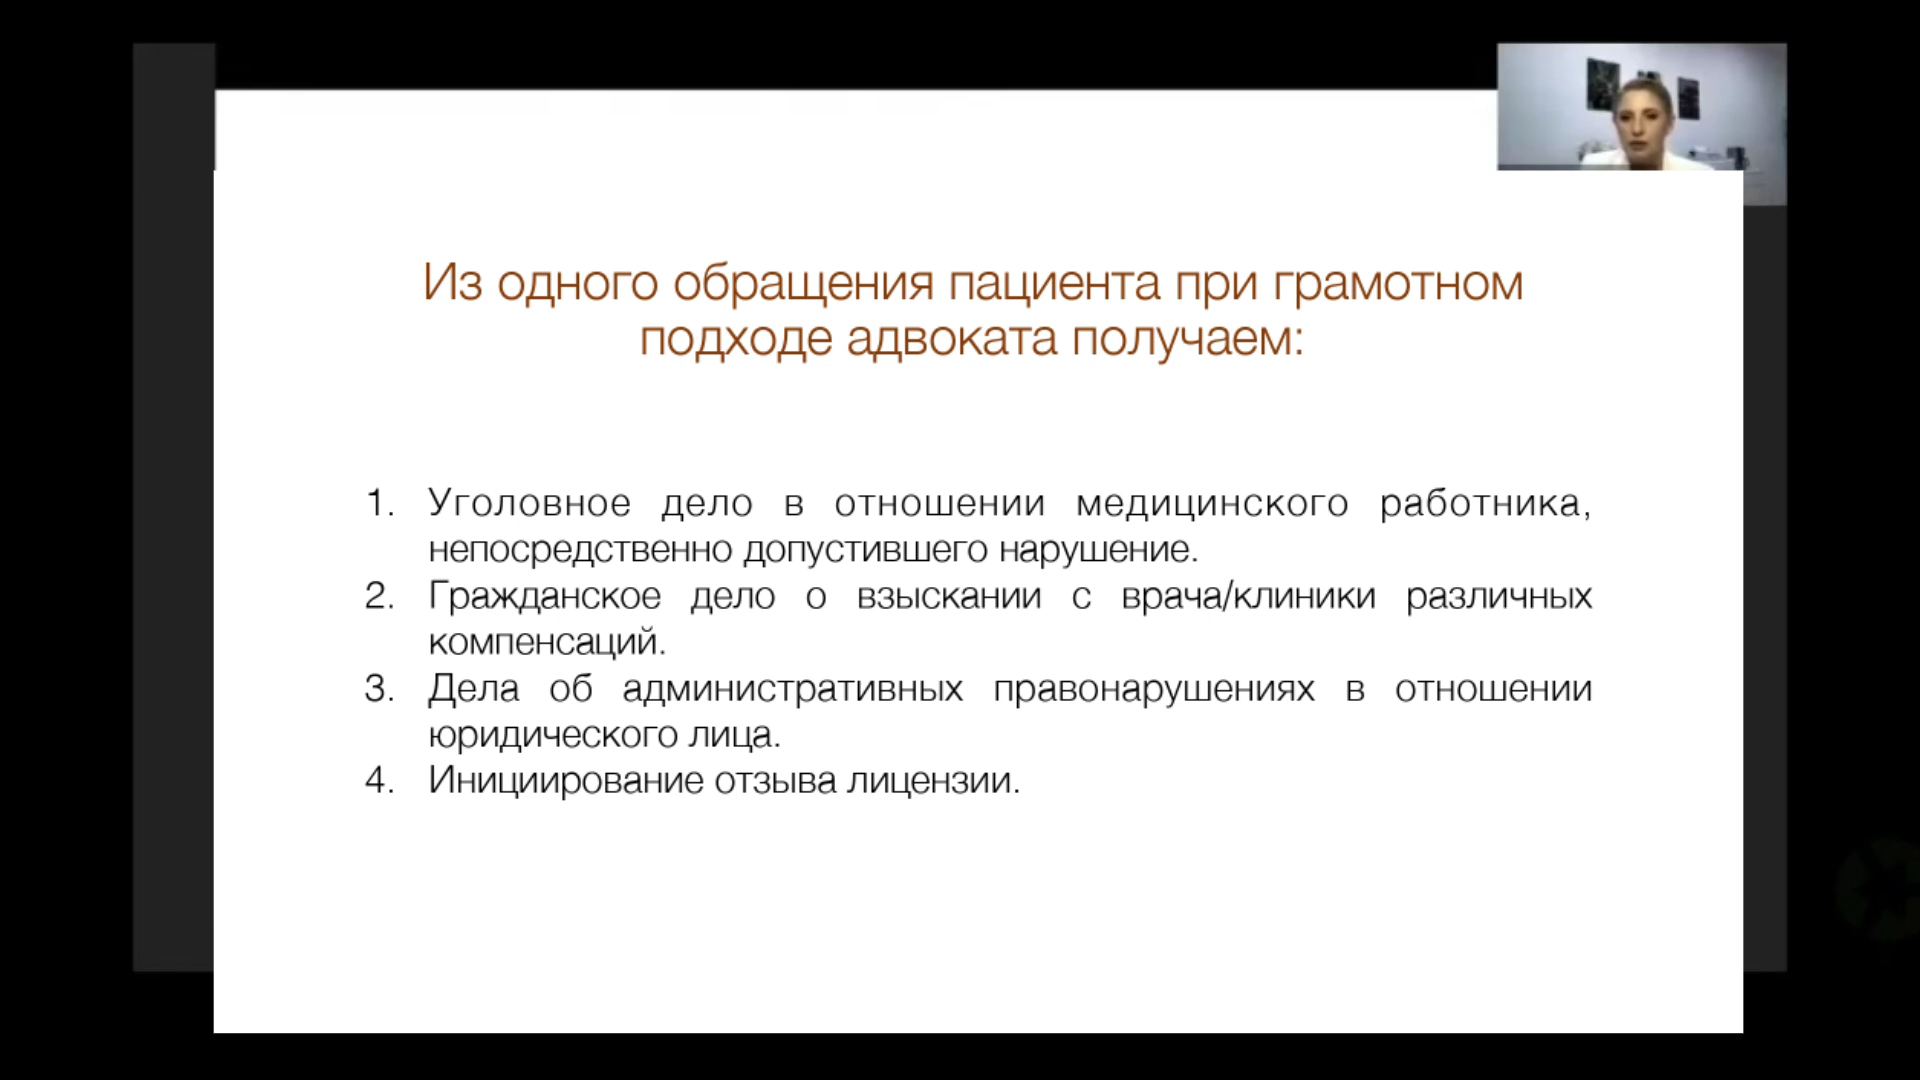 Из одного обращения пациента при грамотном
подходе адвоката получаем:
1. Уголовное дело в отношении медицинского работника,
непосредственно допустившего нарушение.
2. Гражданское дело о взыскании с врача/клиники различных
компенсаций.
3. Дела об административных правонарушениях в отношении
юридического лица.
4. Инициирование отзыва лицензии.